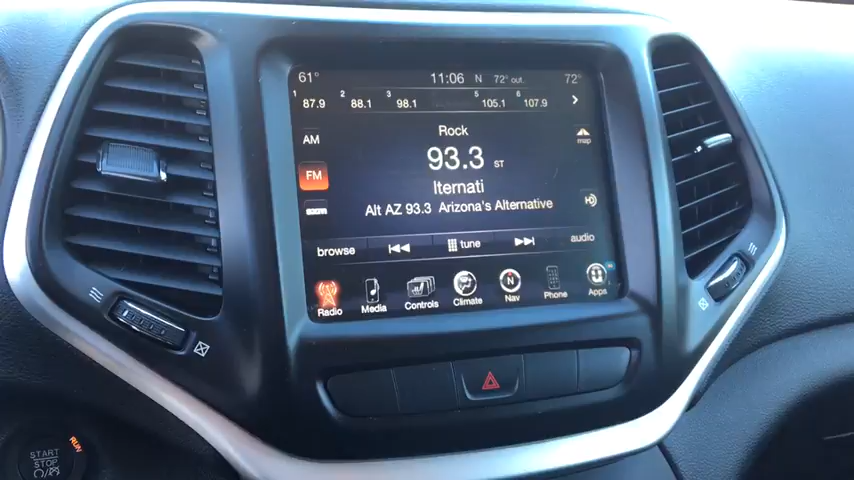 61° 11:06 N 72° out 72°
1 87.9 2 88.1 3 98.1 5 105.1 6 107.9
AM
Rock
map
FM
93.3 ST
Iternati
sxm
HD
Alt AZ 93.3 Arizona's Alternative
browse tune audio
Radio Media Controls Climate Nav Phone Apps
RUN
START
STOP